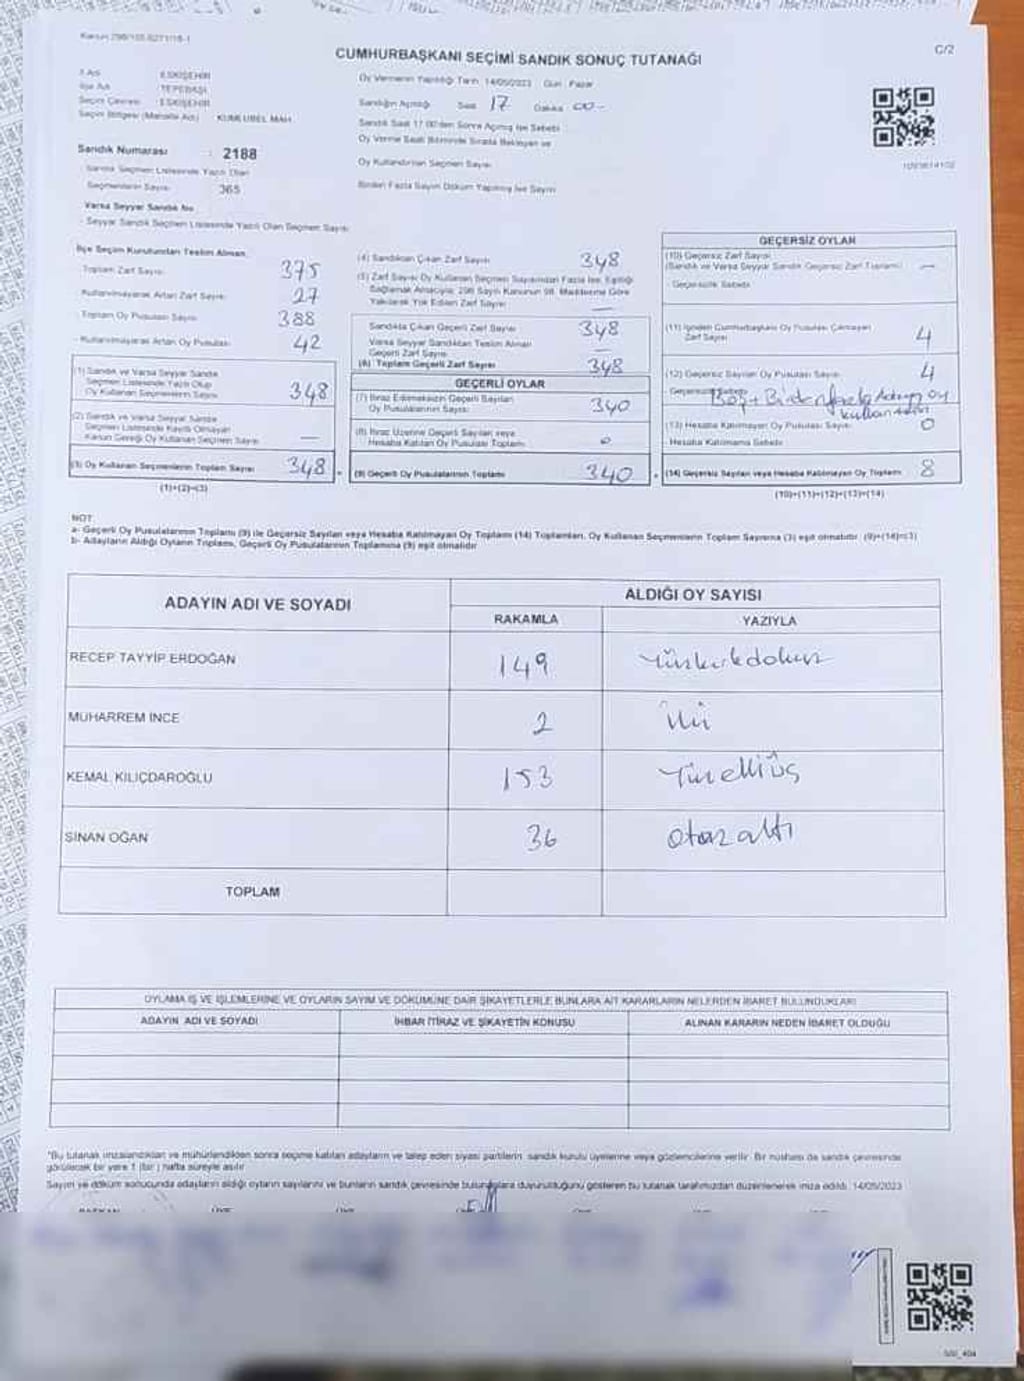 CUMHURBAŞKANI SEÇİMİ SANDIK SONUÇ TUTANAĞI
C/2
İl Adı : ESKİŞEHİR
İlçe Adı : TEPEBAŞI
Seçim Çevresi : ESKİŞEHİR
Seçim Bölgesi (Mahalle Adı) :
Sandık Numarası : 2188
Sandık Seçmen Listesinde Yazılı Olan
Seçmenlerin Sayısı : 365
Varsa Seyyar Sandık No
- Seyyar Sandık Seçmen Listesinde Yazılı Olan Seçmen Sayısı
Oy Vermenin Yapıldığı Tarih 14/05/2023 Gün : Pazar
Sandığın Açıldığı Saat 17 Dakika 00-
Sandık Saat 17.00'den Sonra Açılmış İse Sebebi
Oy Verme Saati Bitiminde Sırada Bekleyen ve
Oy Kullandırılan Seçmen Sayısı
Birden Fazla Sayım Döküm Yapılmış İse Sayısı
İlçe Seçim Kurulundan Teslim Alınan
- Toplam Zarf Sayısı 375
- Kullanılmayarak Artan Zarf Sayısı 27
- Toplam Oy Pusulası Sayısı 388
- Kullanılmayarak Artan Oy Pusulası 42
(1) Sandık ve Varsa Seyyar Sandık
Seçmen Listesinde Yazılı Olup
Oy Kullanan Seçmenlerin Sayısı 348
(2) Sandık ve Varsa Seyyar Sandık
Seçmen Listesinde Kayıtlı Olmayan
Kanun Gereği Oy Kullanan Seçmen Sayısı —
(3) Oy Kullanan Seçmenlerin Toplam Sayısı 348
(1)+(2)=(3)
(4) Sandıktan Çıkan Zarf Sayısı 348
(5) Zarf Sayısı Oy Kullanan Seçmen Sayısından Fazla İse, Eşitliği
Sağlamak Amacıyla, 298 Sayılı Kanunun 98. Maddesine Göre
Yakılarak Yok Edilen Zarf Sayısı —
Sandıkta Çıkan Geçerli Zarf Sayısı 348
Varsa Seyyar Sandıktan Teslim Alınan
Geçerli Zarf Sayısı —
(6) Toplam Geçerli Zarf Sayısı 348
GEÇERLİ OYLAR
(7) İtiraz Edilmeksizin Geçerli Sayılan
Oy Pusulalarının Sayısı 340
(8) İtiraz Üzerine Geçerli Sayılan veya
Hesaba Katılan Oy Pusulası Toplamı 0
(9) Geçerli Oy Pusulalarının Toplamı 340
GEÇERSİZ OYLAR
(10) Geçersiz Zarf Sayısı
(Sandık ve Varsa Seyyar Sandık Geçersiz Zarf Toplamı) —
- Geçersizlik Sebebi
(11) İçinden Cumhurbaşkanı Oy Pusulası Çıkmayan
Zarf Sayısı 4
(12) Geçersiz Sayılan Oy Pusulası Sayısı 4
Geçersizlik Sebebi Boş + Birden fazla Adaya oy
(13) Hesaba Katılmayan Oy Pusulası Sayısı 0
- Hesaba Katılmama Sebebi
(14) Geçersiz Sayılan veya Hesaba Katılmayan Oy Toplamı 8
(10)+(11)+(12)+(13)=(14)
NOT:
a- Geçerli Oy Pusulalarının Toplamı (9) ile Geçersiz Sayılan veya Hesaba Katılmayan Oy Toplamı (14) Toplamları, Oy Kullanan Seçmenlerin Toplam Sayısına (3) eşit olmalıdır. (9)+(14)=(3)
b- Adayların Aldığı Oyların Toplamı, Geçerli Oy Pusulalarının Toplamına (9) eşit olmalıdır
ADAYIN ADI VE SOYADI
ALDIĞI OY SAYISI
RAKAMLA YAZIYLA
RECEP TAYYİP ERDOĞAN 149 Yüzkırkdokuz
MUHARREM İNCE 2 İki
KEMAL KILIÇDAROĞLU 153 Yüzelliüç
SİNAN OĞAN 36 otuzaltı
TOPLAM
OYLAMA İŞ VE İŞLEMLERİNE VE OYLARIN SAYIM VE DÖKÜMÜNE DAİR ŞİKAYETLERLE BUNLARA AİT KARARLARIN NELERDEN İBARET BULUNDUKLARI
ADAYIN ADI VE SOYADI İHBAR İTİRAZ VE ŞİKAYETİN KONUSU ALINAN KARARIN NEDEN İBARET OLDUĞU
"Bu tutanak imzalandıktan ve mühürlendikten sonra seçime katılan adayların ve talep eden siyasi partilerin sandık kurulu üyelerine veya gözlemcilerine verilir. Bir nüshası da sandık çevresinde
görülecek bir yere 1 (bir) hafta süreyle asılır
Sayım ve döküm sonucunda adayların aldığı oyların sayılarını ve bunların sandık çevresinde bulunanlara duyurulduğunu gösteren bu tutanak tarafımızdan düzenlenerek imza edildi. 14/05/2023